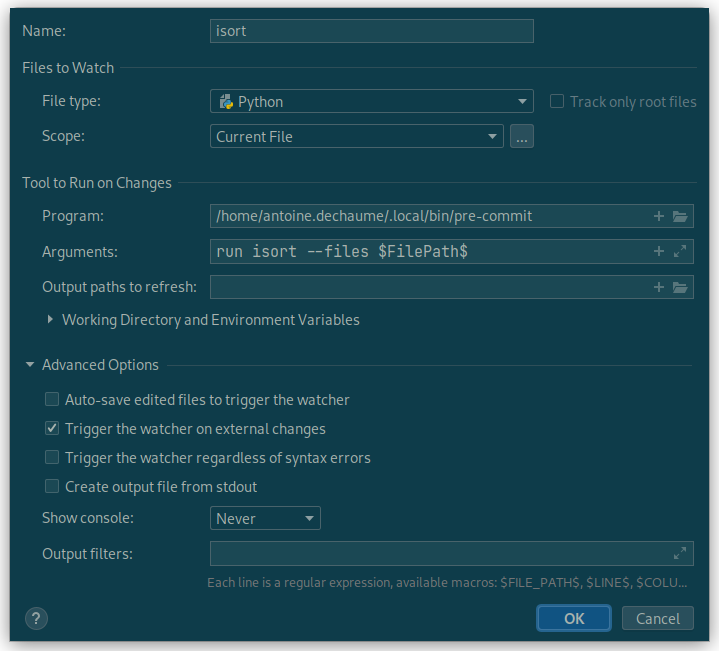 Name: isort
Files to Watch
File type: Python Track only root files
Scope: Current File ...
Tool to Run on Changes
Program: /home/antoine.dechaume/.local/bin/pre-commit
Arguments: run isort --files $FilePath$
Output paths to refresh:
Working Directory and Environment Variables
Advanced Options
Auto-save edited files to trigger the watcher
Trigger the watcher on external changes
Trigger the watcher regardless of syntax errors
Create output file from stdout
Show console: Never
Output filters:
Each line is a regular expression, available macros: $FILE_PATH$, $LINE$, $COLU...
? OK Cancel